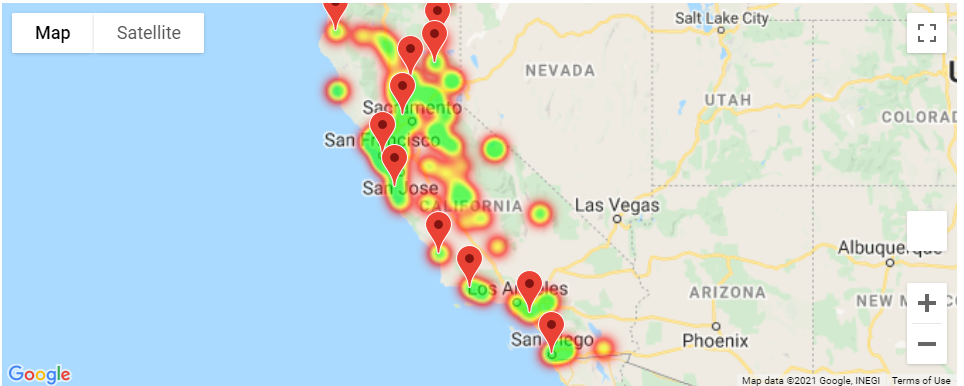 Map
Satellite
Salt Lake City
NEVADA
UTAH
COLORAD
Sacramento
San Francisco
San Jose
CALIFORNIA
Las Vegas
Albuquerque
Los Angeles
ARIZONA
NEW MEXICO
San Diego
Phoenix
Google
Map data ©2021 Google, INEGI
Terms of Use